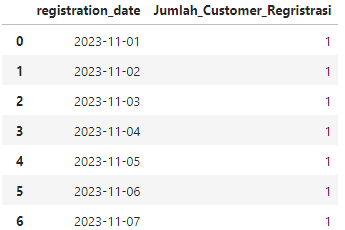 registration_date Jumlah_Customer_Regristrasi
0 2023-11-01 1
1 2023-11-02 1
2 2023-11-03 1
3 2023-11-04 1
4 2023-11-05 1
5 2023-11-06 1
6 2023-11-07 1